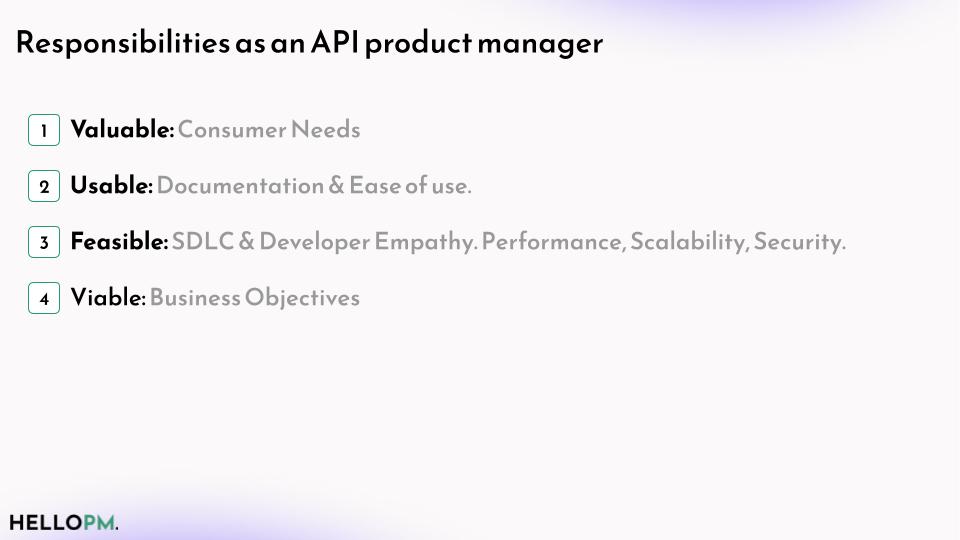 Responsibilities as an API product manager
1 Valuable: Consumer Needs
2 Usable: Documentation & Ease of use.
3 Feasible: SDLC & Developer Empathy. Performance, Scalability, Security.
4 Viable: Business Objectives
HELLOPM.